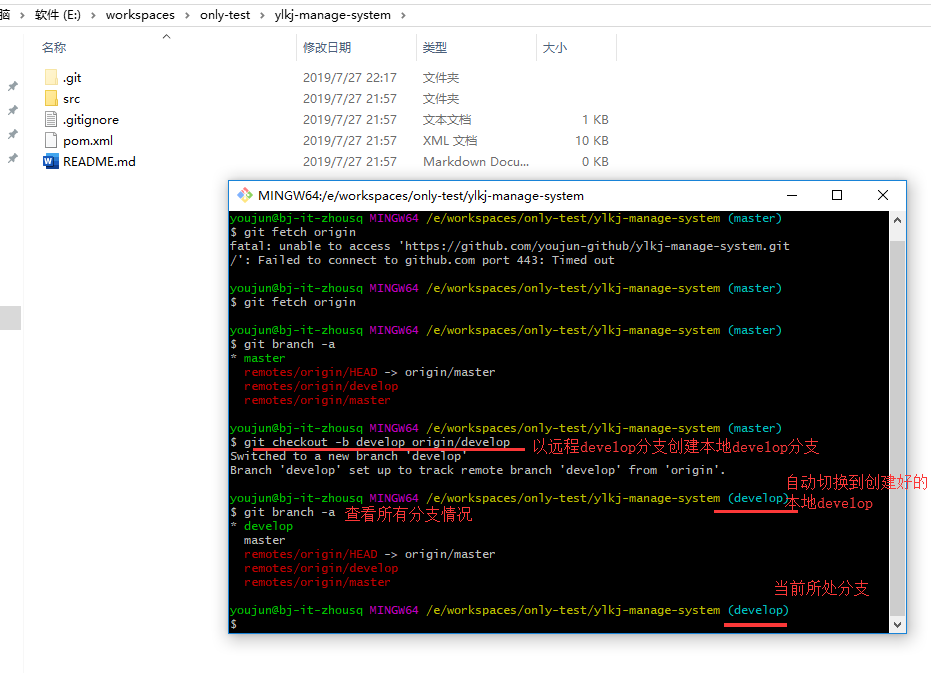 脑 › 软件 (E:) › workspaces › only-test › ylkj-manage-system ›
名称 修改日期 类型 大小
.git 2019/7/27 22:17 文件夹
src 2019/7/27 21:57 文件夹
.gitignore 2019/7/27 21:57 文本文档 1 KB
pom.xml 2019/7/27 21:57 XML 文档 10 KB
README.md 2019/7/27 21:57 Markdown Docu... 0 KB
MINGW64:/e/workspaces/only-test/ylkj-manage-system
youjun@bj-it-zhousq MINGW64 /e/workspaces/only-test/ylkj-manage-system (master)
$ git fetch origin
fatal: unable to access 'https://github.com/youjun-github/ylkj-manage-system.git
/': Failed to connect to github.com port 443: Timed out
youjun@bj-it-zhousq MINGW64 /e/workspaces/only-test/ylkj-manage-system (master)
$ git fetch origin
youjun@bj-it-zhousq MINGW64 /e/workspaces/only-test/ylkj-manage-system (master)
$ git branch -a
* master
remotes/origin/HEAD -> origin/master
remotes/origin/develop
remotes/origin/master
youjun@bj-it-zhousq MINGW64 /e/workspaces/only-test/ylkj-manage-system (master)
$ git checkout -b develop origin/develop 以远程develop分支创建本地develop分支
Switched to a new branch 'develop'
Branch 'develop' set up to track remote branch 'develop' from 'origin'.
自动切换到创建好的
本地develop
youjun@bj-it-zhousq MINGW64 /e/workspaces/only-test/ylkj-manage-system (develop)
$ git branch -a 查看所有分支情况
* develop
master
remotes/origin/HEAD -> origin/master
remotes/origin/develop
remotes/origin/master
当前所处分支
youjun@bj-it-zhousq MINGW64 /e/workspaces/only-test/ylkj-manage-system (develop)
$